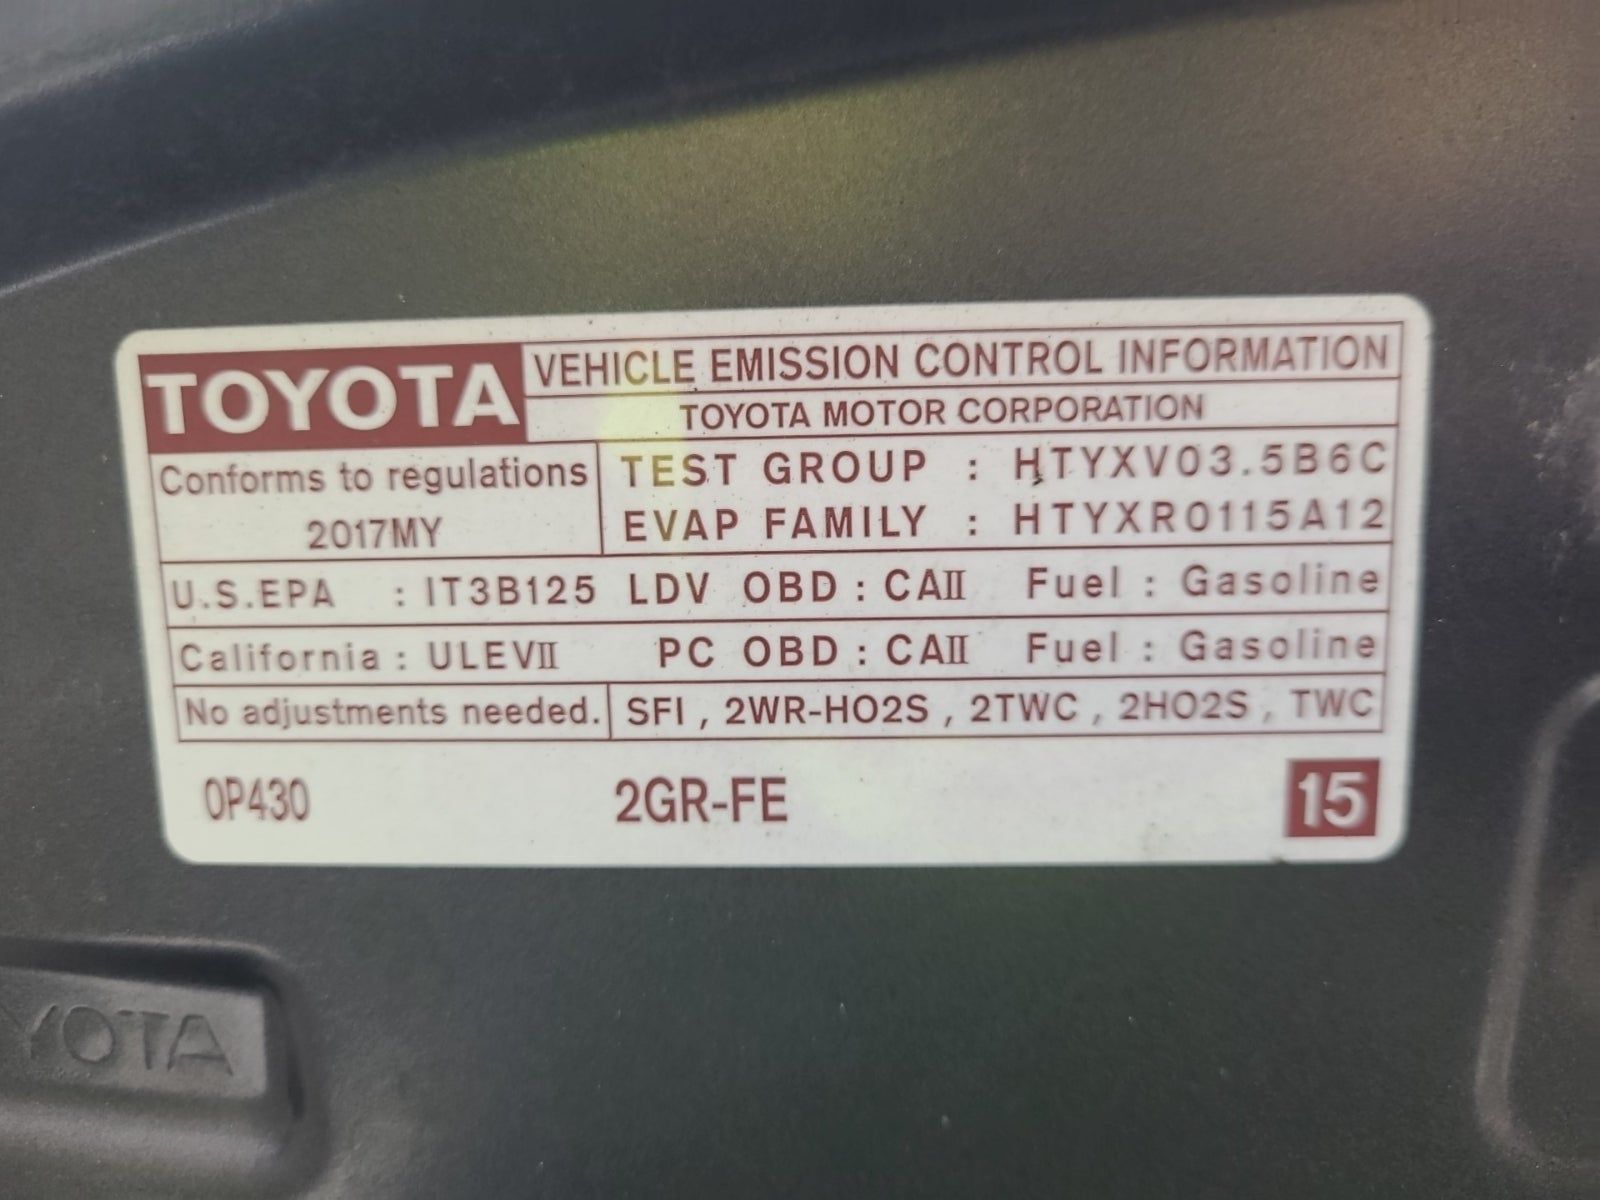 TOYOTA
VEHICLE EMISSION CONTROL INFORMATION
TOYOTA MOTOR CORPORATION
Conforms to regulations
2017MY
TEST GROUP : HTYXV03.5B6C
EVAP FAMILY : HTYXR0115A12
U.S.EPA : IT3B125 LDV OBD : CAⅡ Fuel : Gasoline
California : ULEVⅡ PC OBD : CAⅡ Fuel : Gasoline
No adjustments needed. SFI , 2WR-HO2S , 2TWC , 2HO2S , TWC
0P430 2GR-FE 15
YOTA